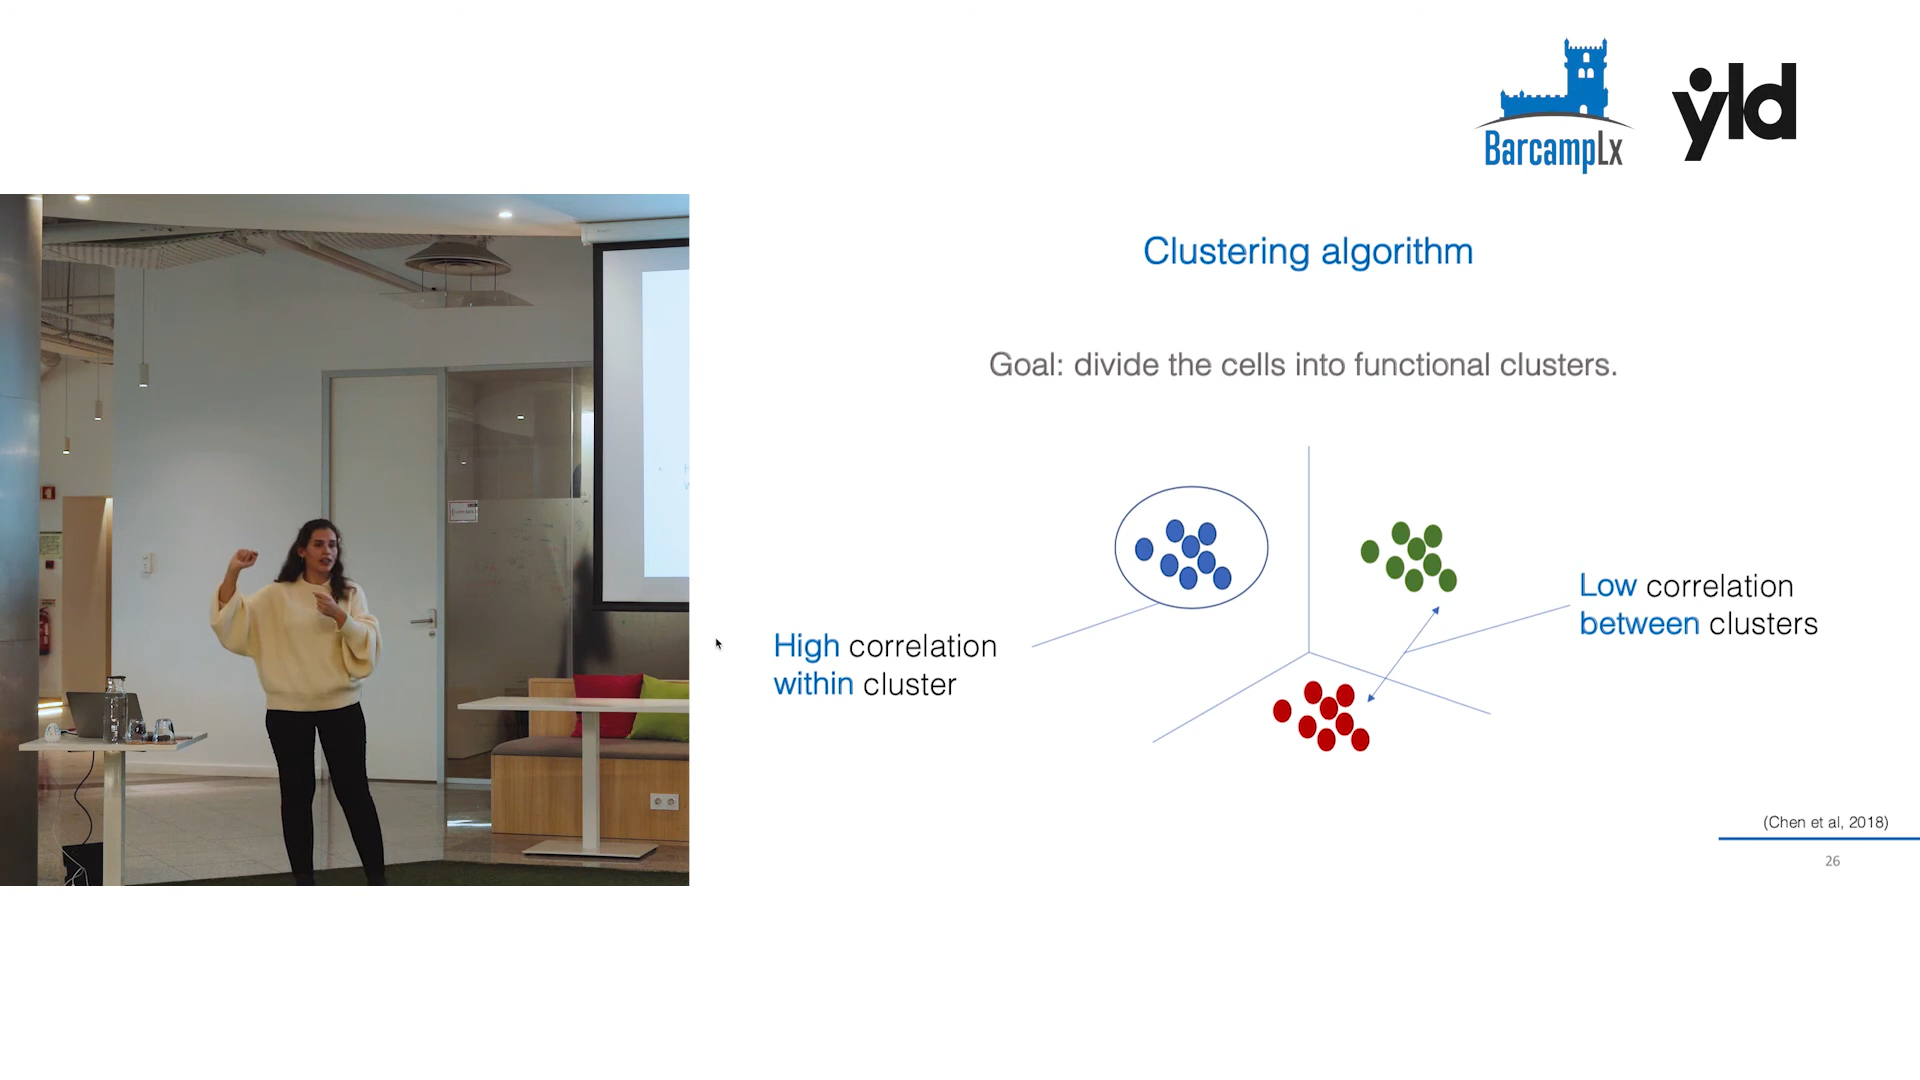 BarcampLx
yld
Clustering algorithm
Goal: divide the cells into functional clusters.
High correlation
within cluster
Low correlation
between clusters
(Chen et al, 2018)
26